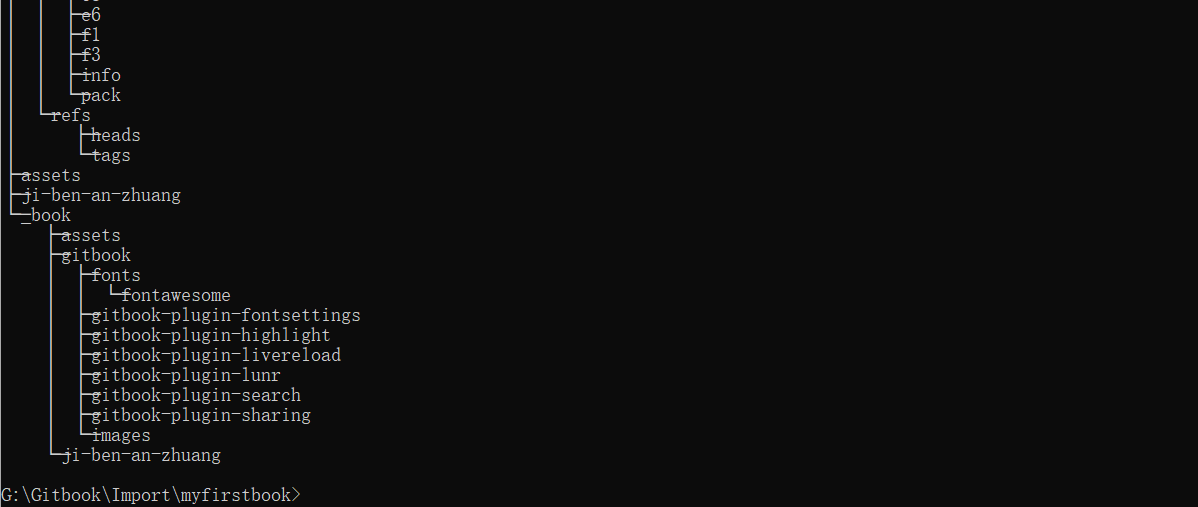 e6
f1
f3
info
pack
refs
heads
tags
assets
ji-ben-an-zhuang
_book
assets
gitbook
fonts
fontawesome
gitbook-plugin-fontsettings
gitbook-plugin-highlight
gitbook-plugin-livereload
gitbook-plugin-lunr
gitbook-plugin-search
gitbook-plugin-sharing
images
ji-ben-an-zhuang
G:\Gitbook\Import\myfirstbook>